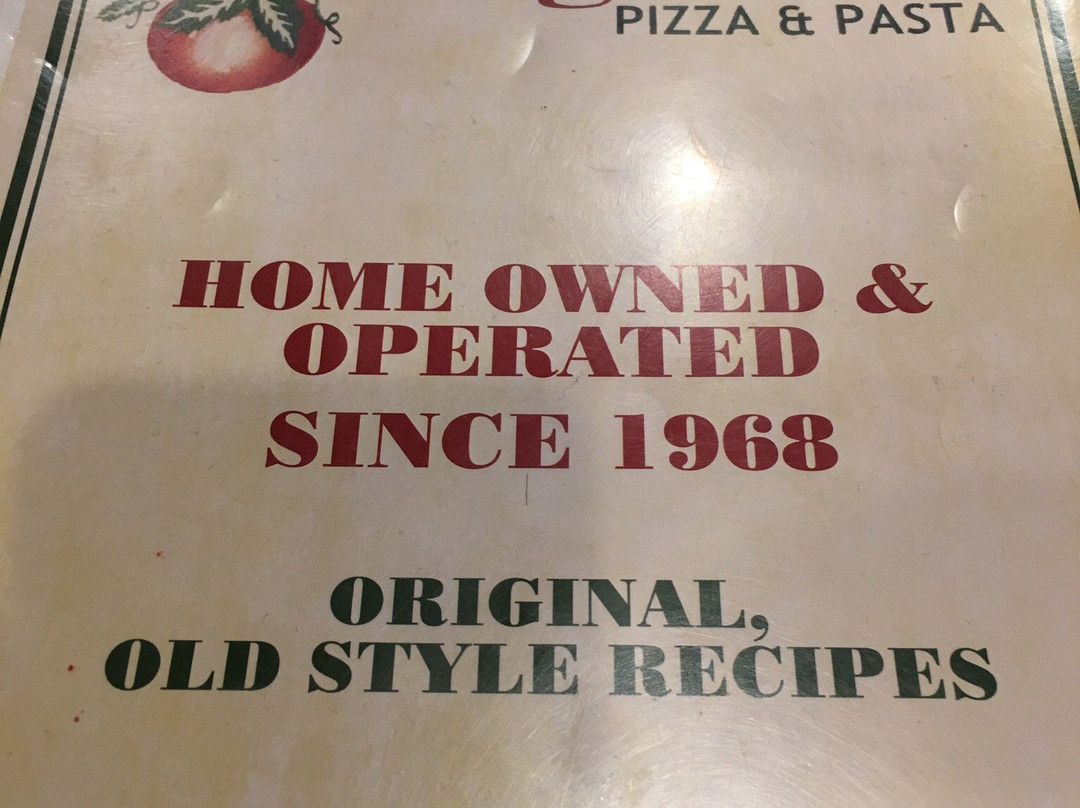 PIZZA & PASTA
HOME OWNED &
OPERATED
SINCE 1968
ORIGINAL,
OLD STYLE RECIPES